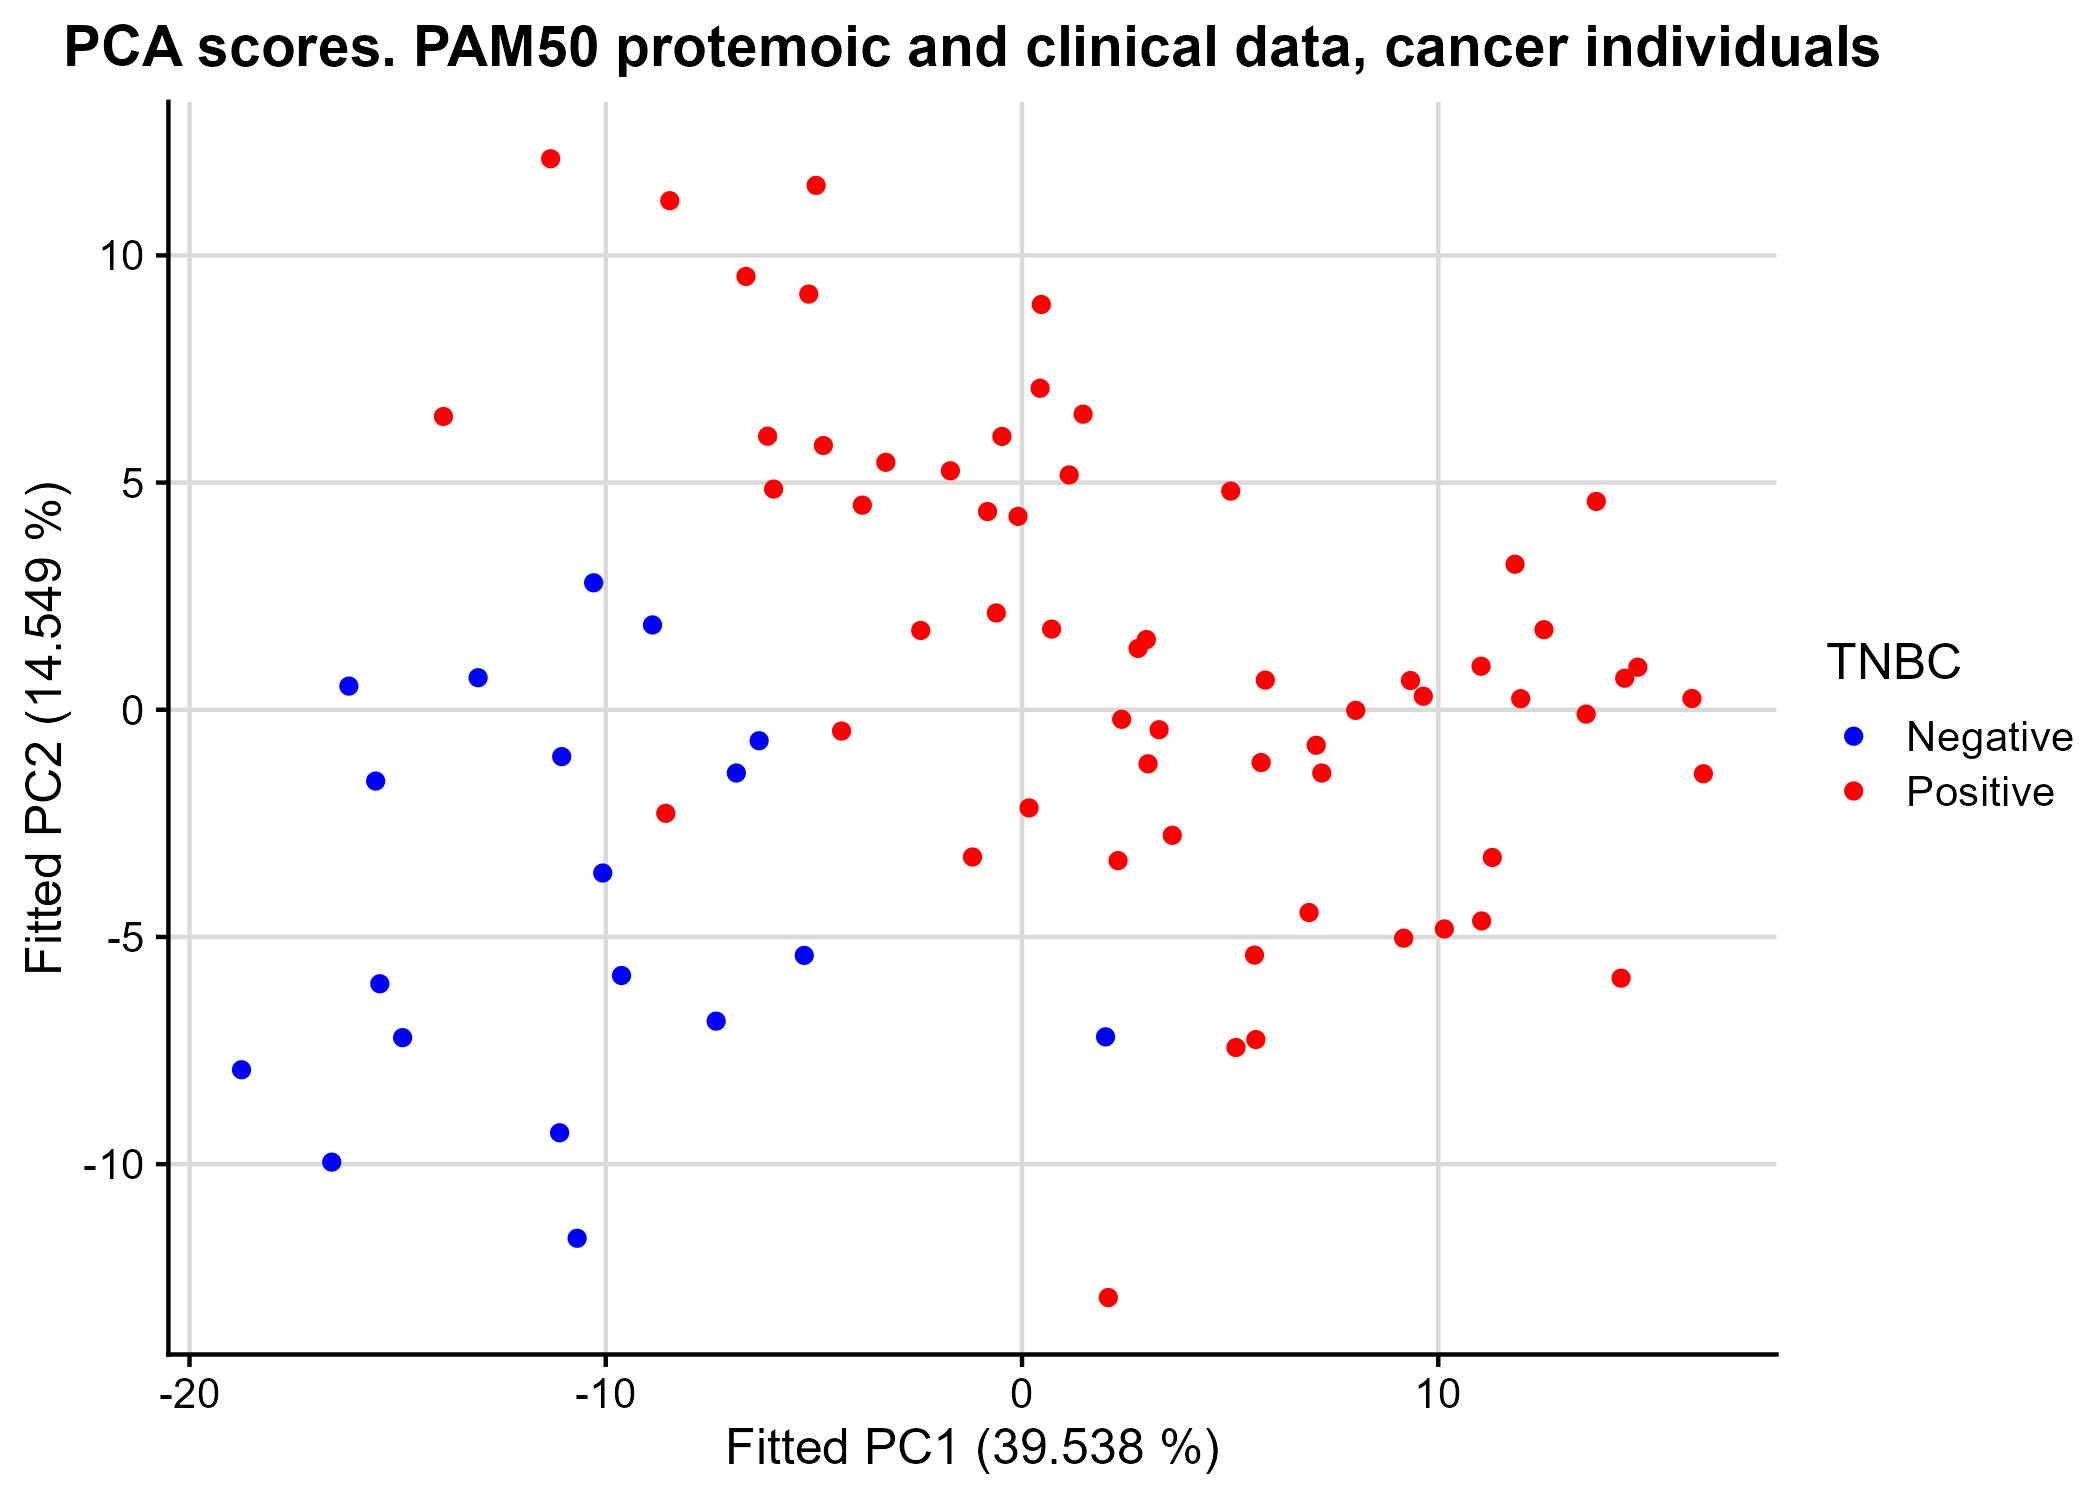 PCA scores. PAM50 protemoic and clinical data, cancer individuals
10
5
0
-5
-10
Fitted PC2 (14.549 %)
-20
-10
0
10
Fitted PC1 (39.538 %)
TNBC
Negative
Positive